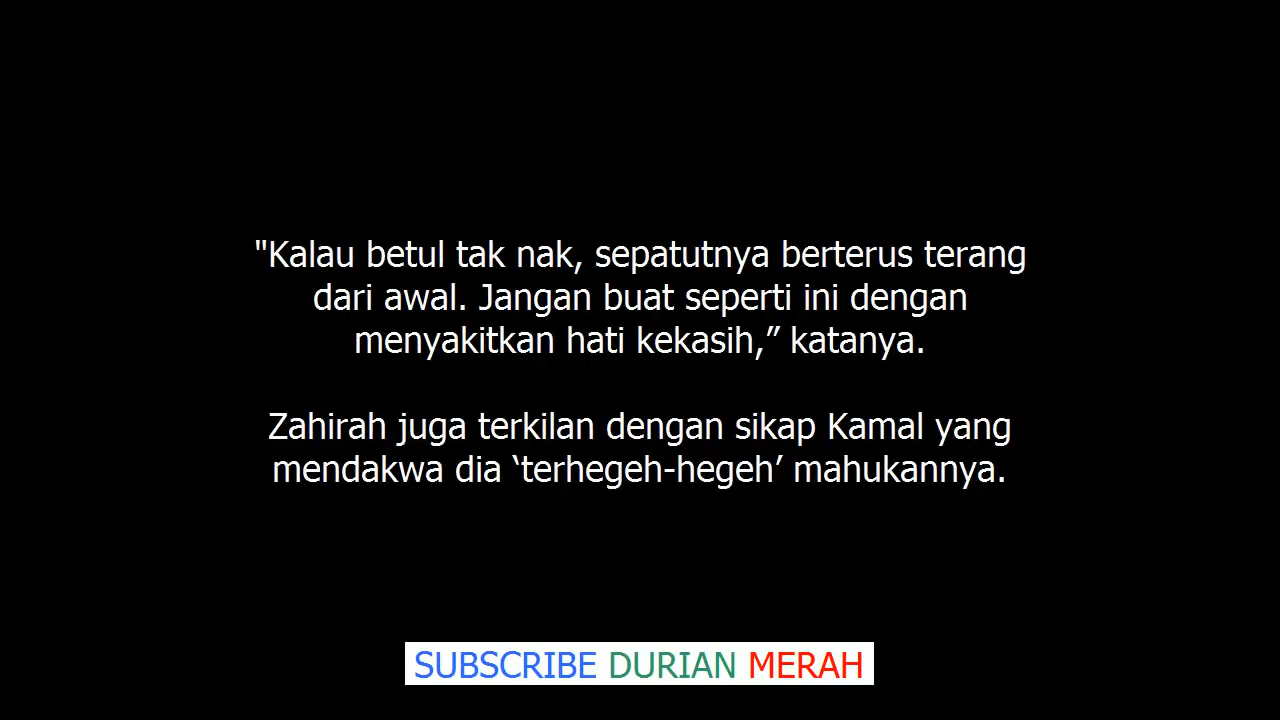 "Kalau betul tak nak, sepatutnya berterus terang
dari awal. Jangan buat seperti ini dengan
menyakitkan hati kekasih,” katanya.
Zahirah juga terkilan dengan sikap Kamal yang
mendakwa dia ‘terhegeh-hegeh’ mahukannya.
SUBSCRIBE DURIAN MERAH